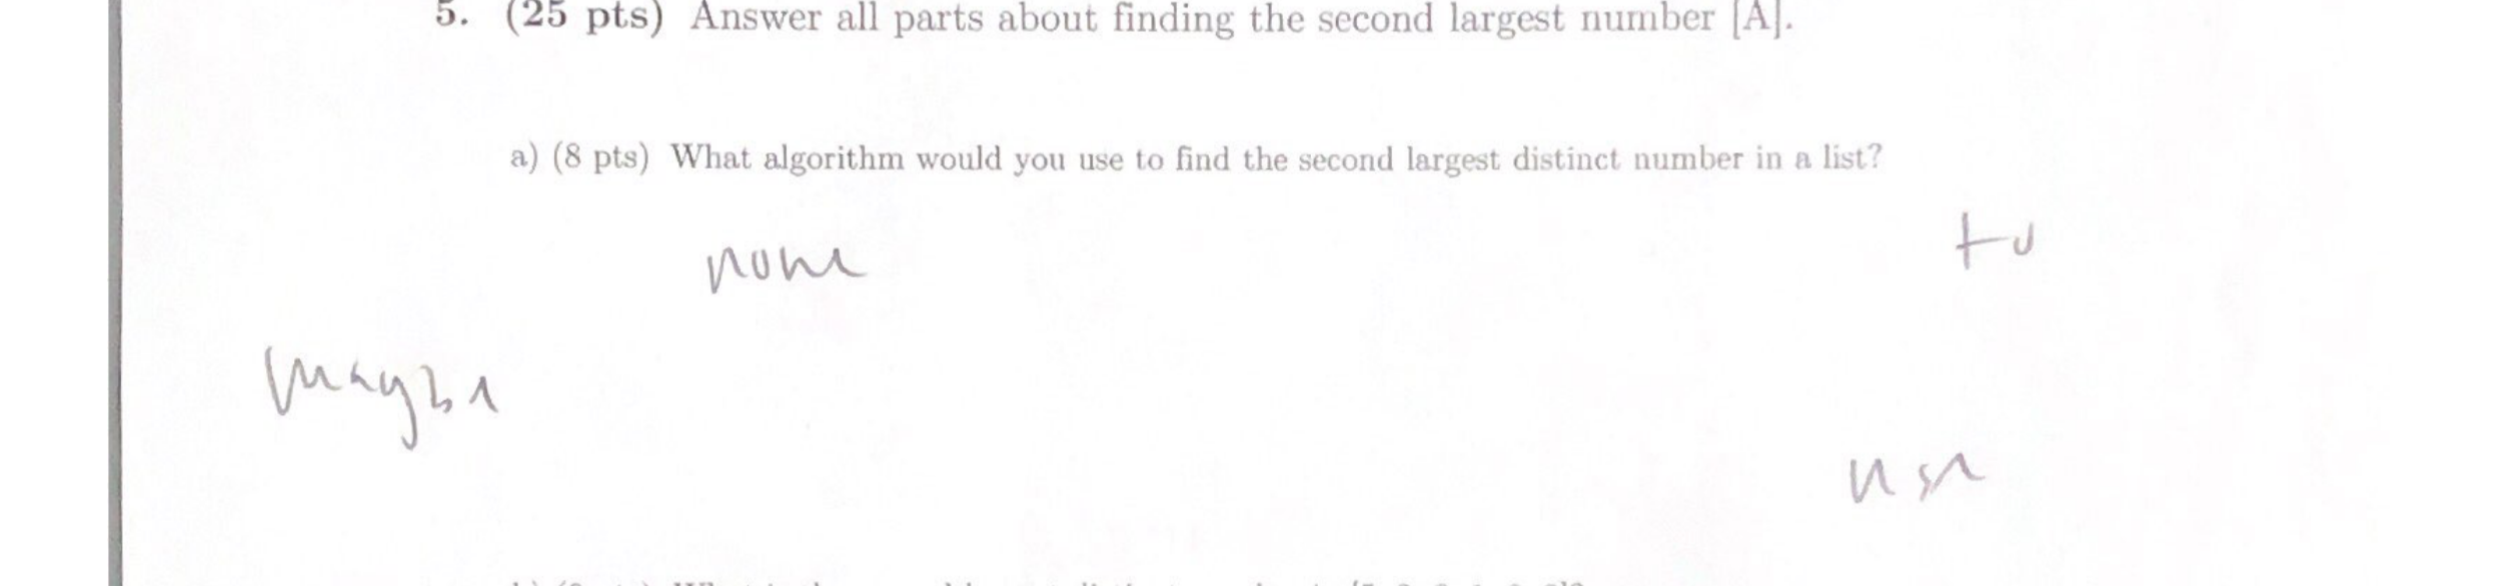 5. (25 pts) Answer all parts about finding the second largest number [A].
a) (8 pts) What algorithm would you use to find the second largest distinct number in a list?
to
none
maybe
use